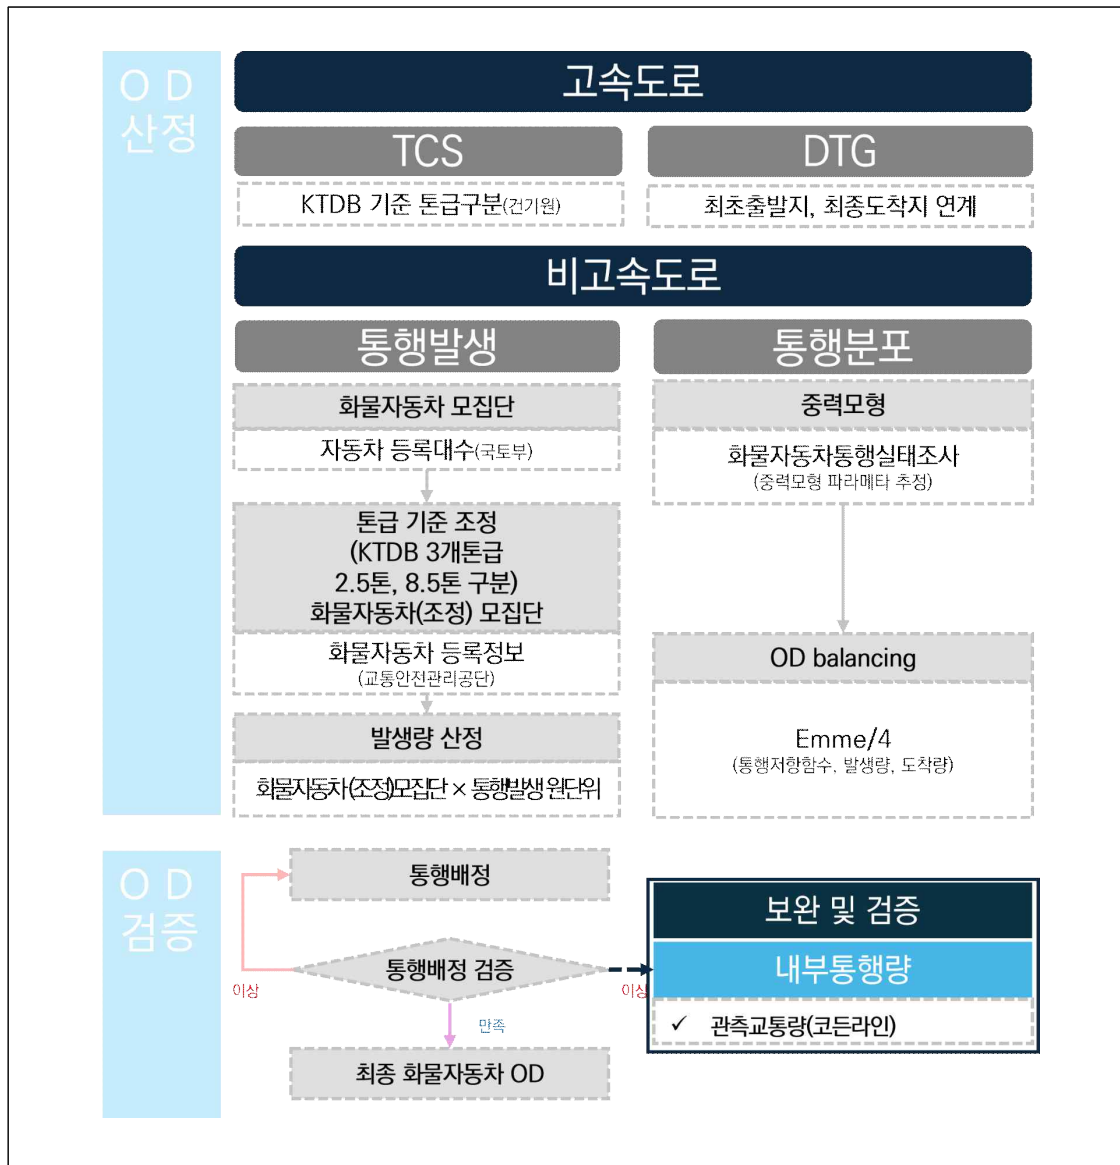 O D
산정
고속도로
TCS
DTG
KTDB 기준 톤급구분(건기원)
최초출발지, 최종도착지 연계
비고속도로
통행발생
통행분포
화물자동차 모집단
자동차 등록대수(국토부)
중력모형
화물자동차통행실태조사
(중력모형 파라메타 추정)
톤급 기준 조정
(KTDB 3개톤급
2.5톤, 8.5톤 구분)
화물자동차(조정) 모집단
화물자동차 등록정보
(교통안전관리공단)
OD balancing
발생량 산정
화물자동차(조정)모집단 × 통행발생 원단위
Emme/4
(통행저항함수, 발생량, 도착량)
O D
검증
통행배정
통행배정 검증
이상
이상
만족
최종 화물자동차 OD
보완 및 검증
내부통행량
✓ 관측교통량(코든라인)